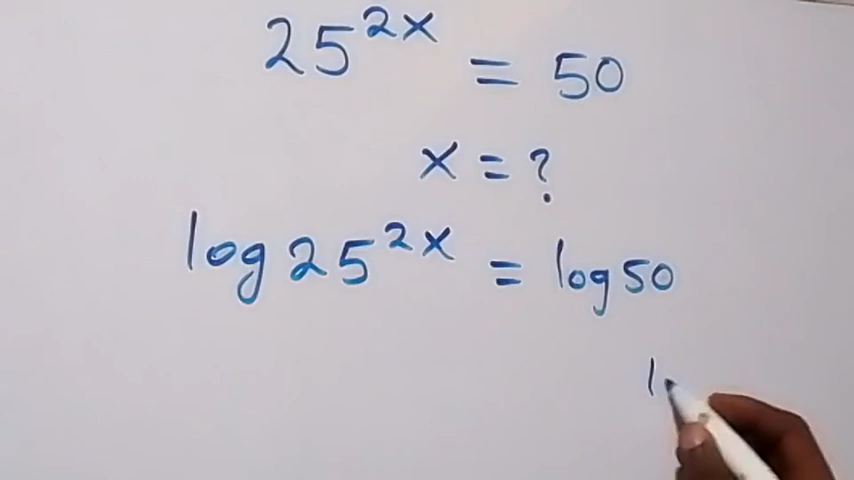 25^2x = 50
x = ?
log 25^2x = log 50
l